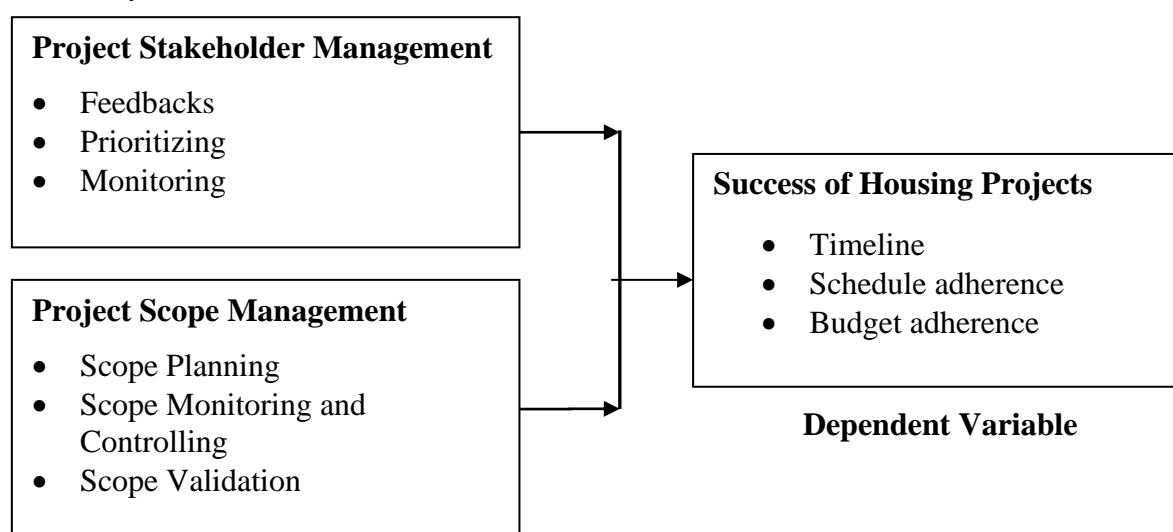 Project Stakeholder Management
• Feedbacks
• Prioritizing
• Monitoring
Project Scope Management
• Scope Planning
• Scope Monitoring and
Controlling
• Scope Validation
Success of Housing Projects
• Timeline
• Schedule adherence
• Budget adherence
Dependent Variable